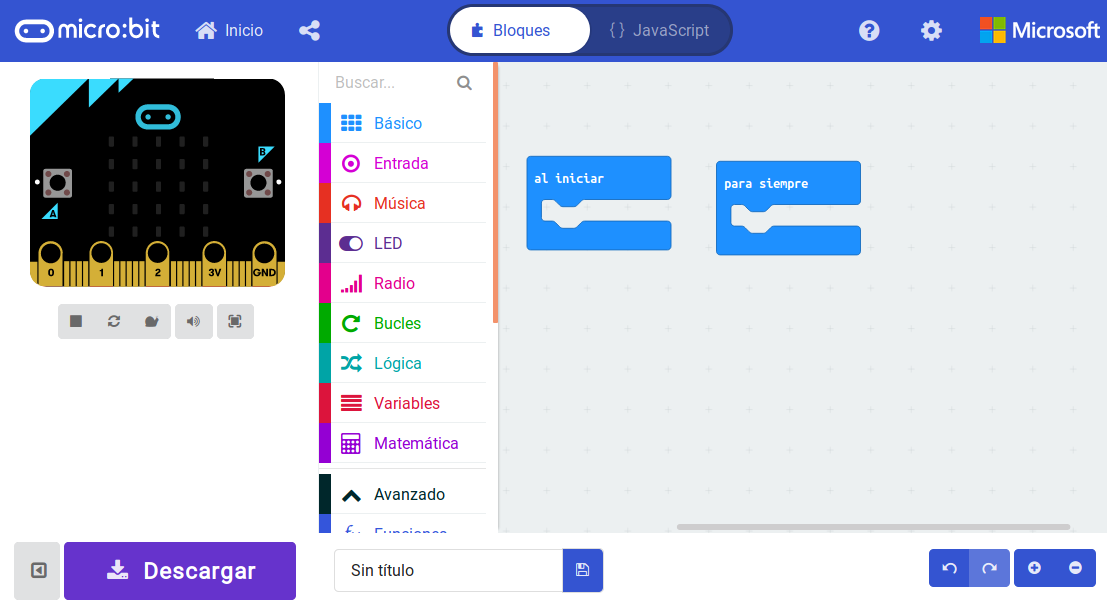 micro:bit
Inicio
Bloques
{ } JavaScript
Microsoft
Buscar...
Básico
Entrada
Música
LED
Radio
Bucles
Lógica
Variables
Matemática
Avanzado
Funciones
B
A
0 1 2 3V GND
al iniciar
para siempre
Descargar
Sin título